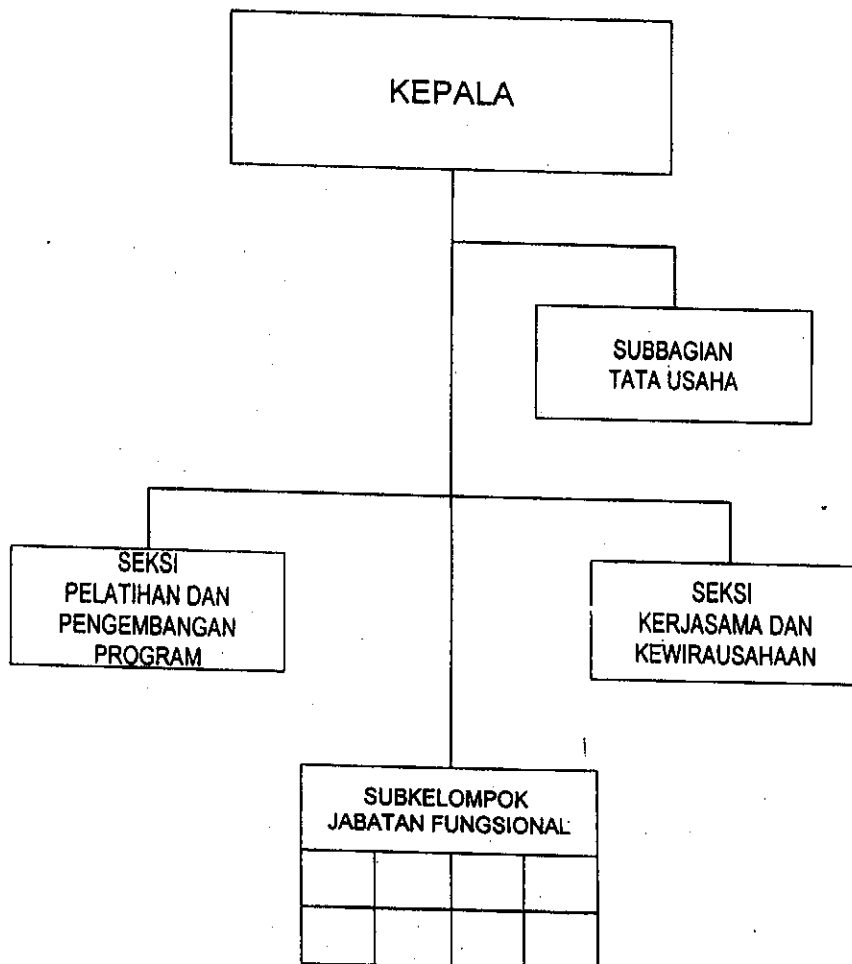 KEPALA
SUBBAGIAN
TATA USAHA
SEKSI
PELATIHAN DAN
PENGEMBANGAN
PROGRAM
SEKSI
KERJASAMA DAN
KEWIRAUSAHAAN
SUBKELOMPOK
JABATAN FUNGSIONAL